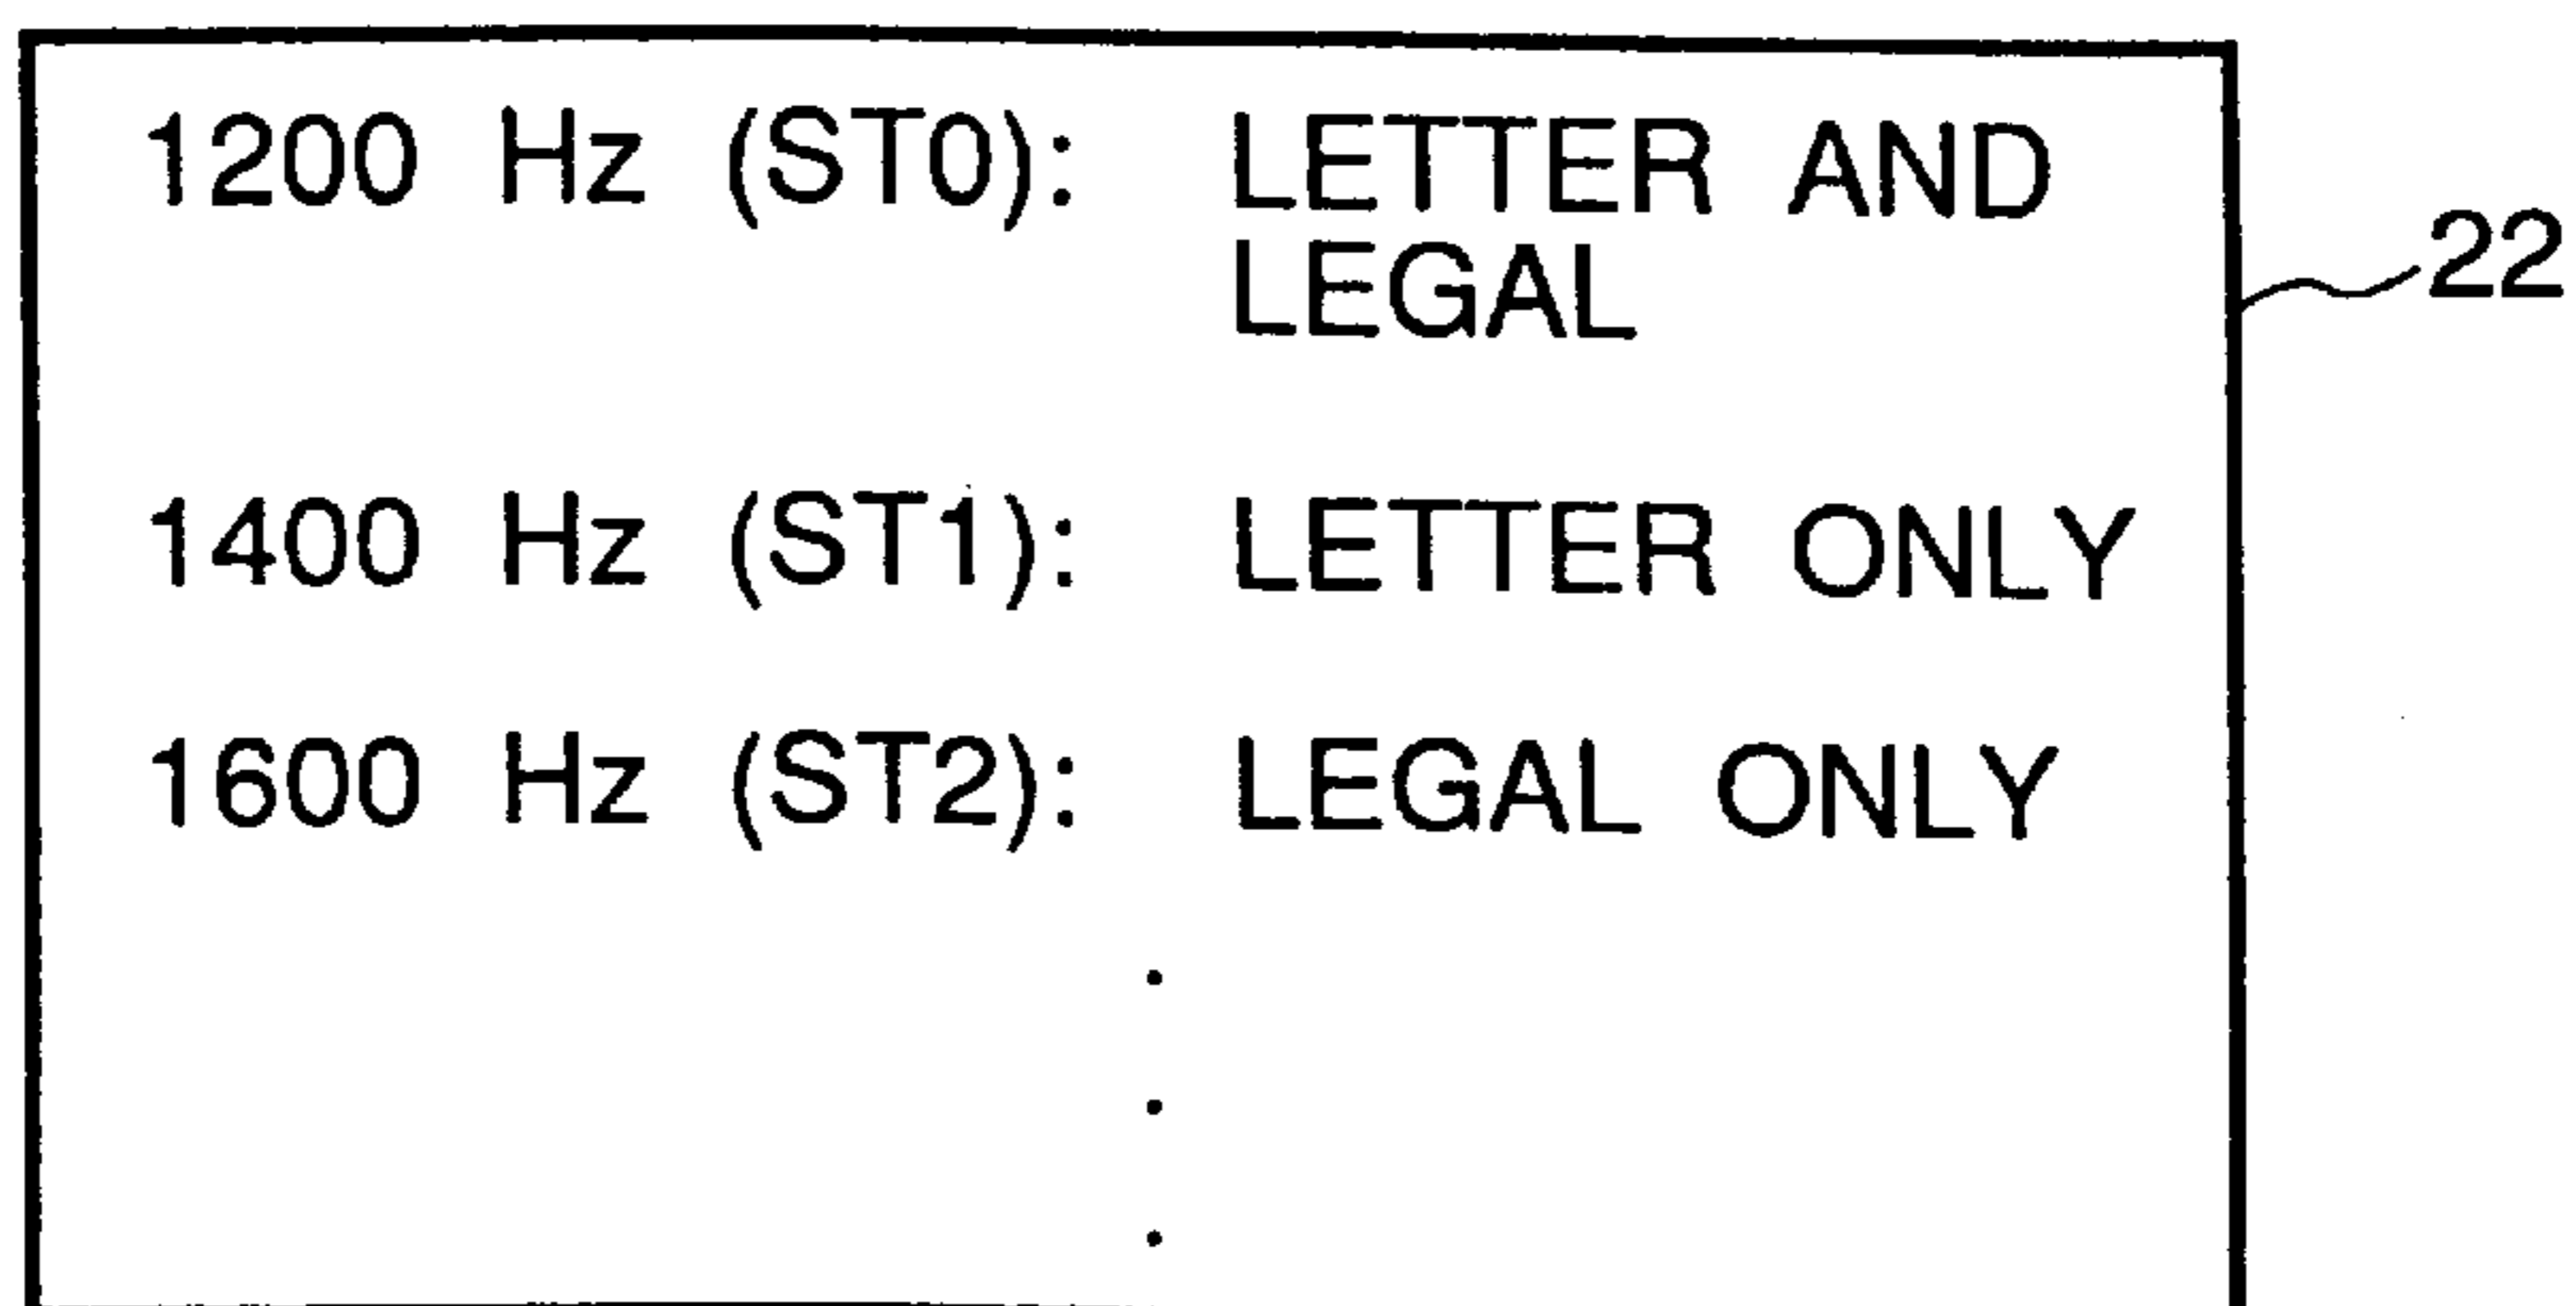 1200 Hz (ST0): LETTER AND
LEGAL
22
1400 Hz (ST1): LETTER ONLY
1600 Hz (ST2): LEGAL ONLY
.
.
.